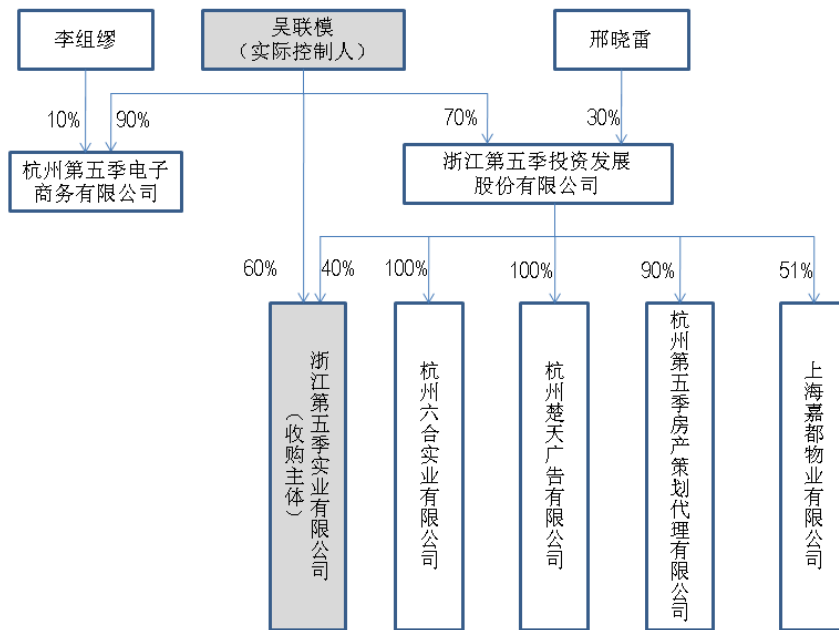 李组缪
吴联模
（实际控制人）
邢晓雷
10%
90%
70%
30%
杭州第五季电子
商务有限公司
浙江第五季投资发展
股份有限公司
60%
40%
100%
100%
90%
51%
浙江第五季实业有限公司
（收购主体）
杭州六合实业有限公司
杭州楚天广告有限公司
杭州第五季房产策划代理有限公司
上海嘉都物业有限公司